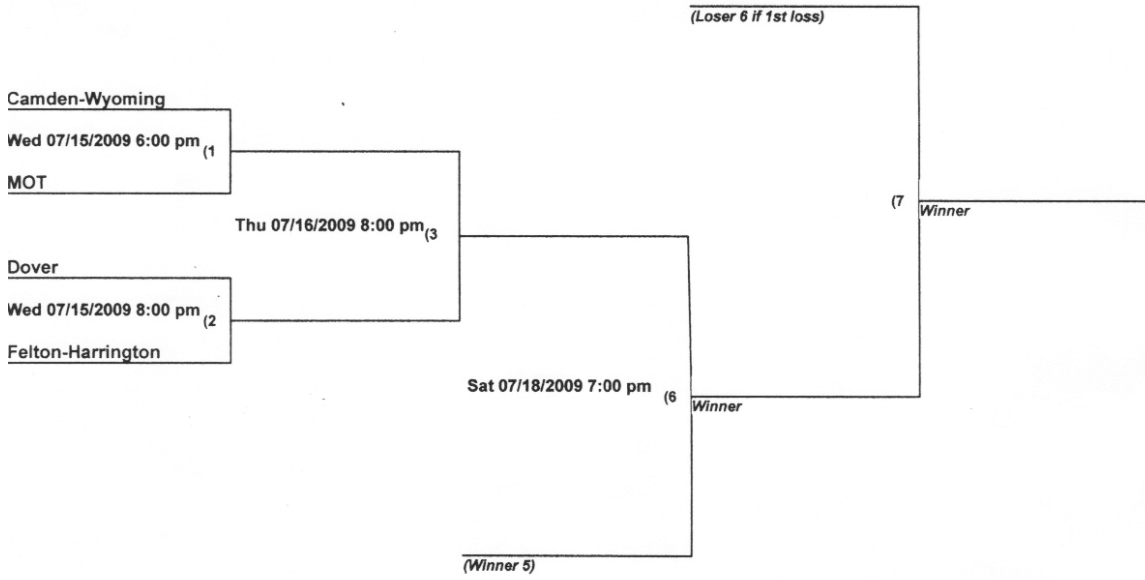 (Loser 6 if 1st loss)
Camden-Wyoming
Wed 07/15/2009 6:00 pm (1
MOT
(7 Winner
Thu 07/16/2009 8:00 pm (3
Dover
Wed 07/15/2009 8:00 pm (2
Felton-Harrington
Sat 07/18/2009 7:00 pm (6 Winner
(Winner 5)